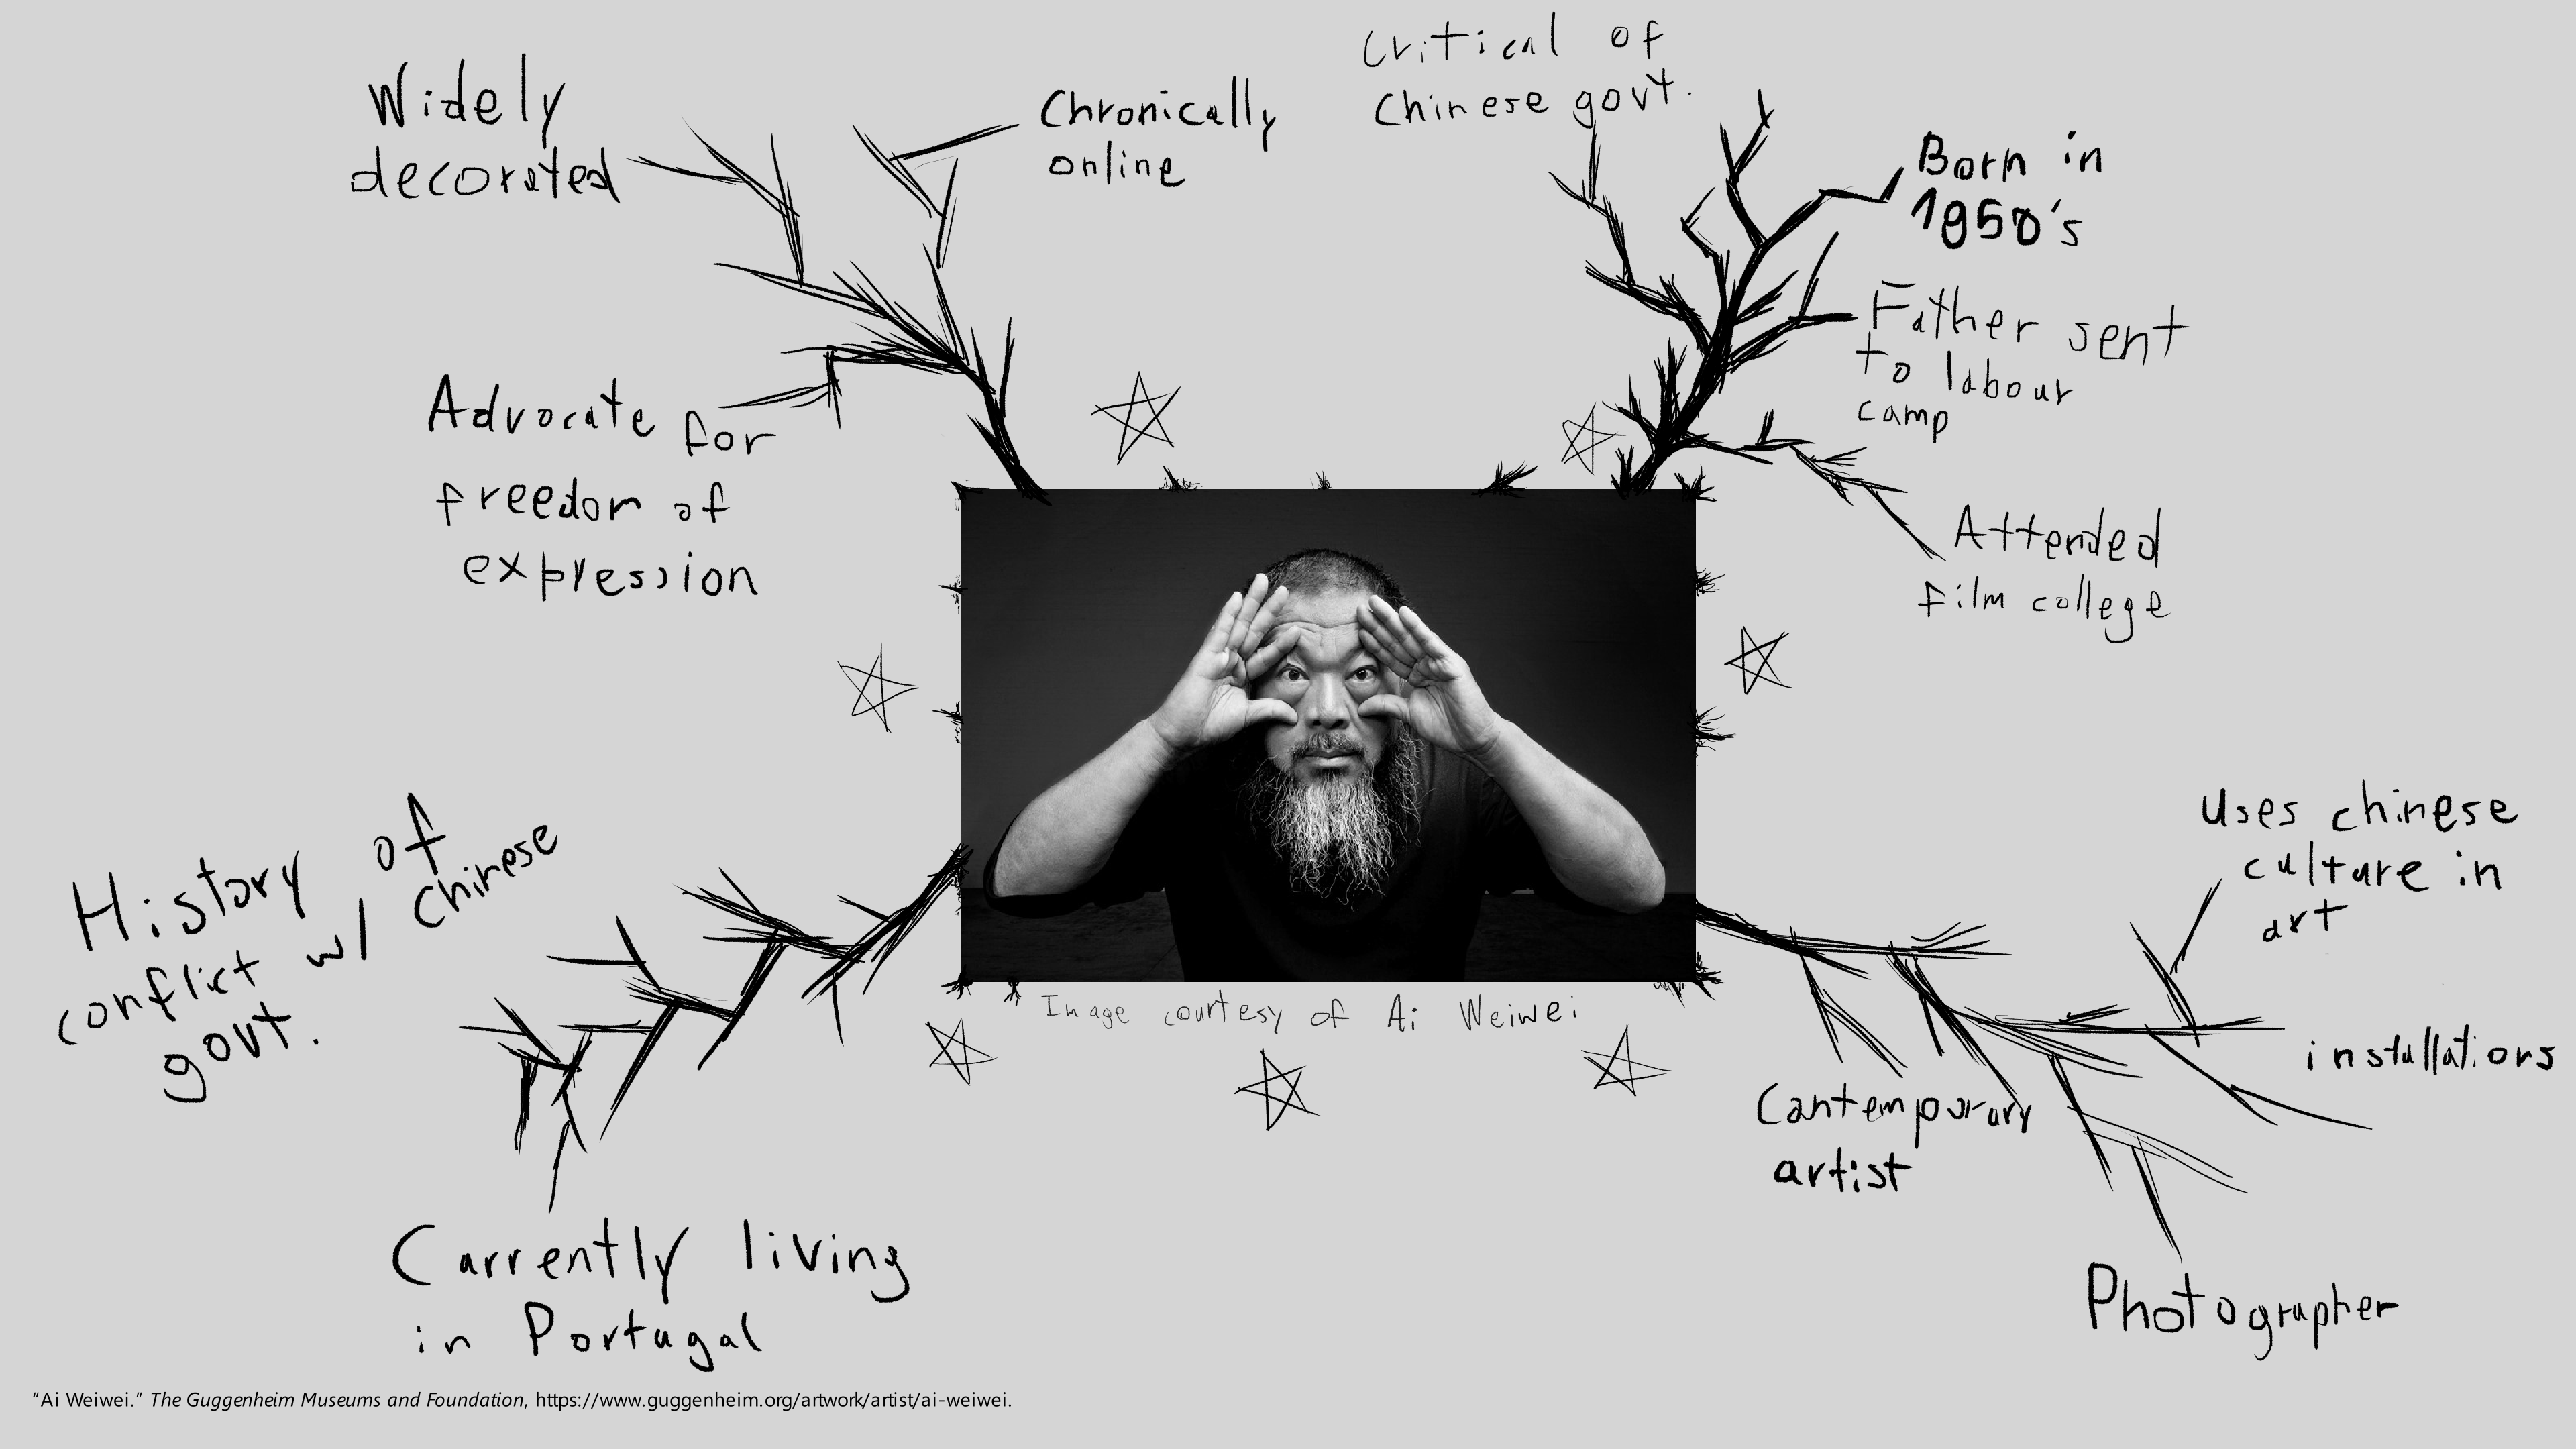 Widely
decorated
Chronically
online
Critical of
Chinese govt.
Born in
1950's
Father sent
to labour
camp
Advocate for
freedom of
expression
Attended
film college
History of
conflict w/ Chinese
govt.
Uses chinese
culture in
art
Image courtesy of Ai Weiwei
installations
Contemporary
artist
Currently living
in Portugal
Photographer
"Ai Weiwei." The Guggenheim Museums and Foundation, https://www.guggenheim.org/artwork/artist/ai-weiwei.